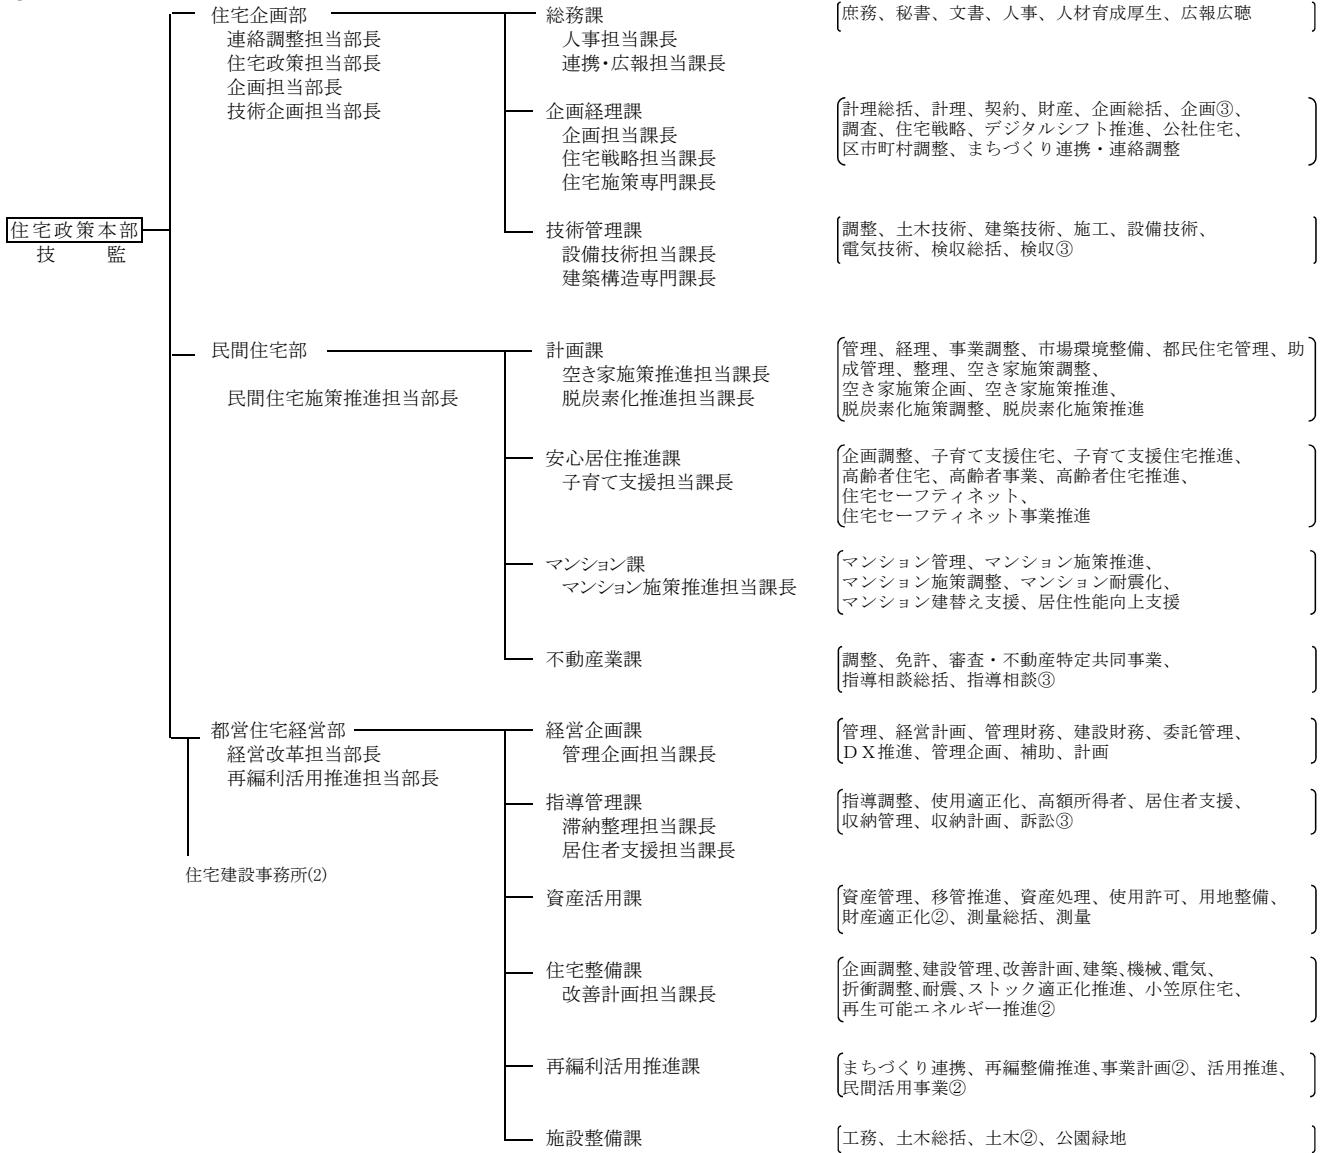 住宅政策本部
技　　監
住宅企画部
連絡調整担当部長
住宅政策担当部長
企画担当部長
技術企画担当部長
総務課
人事担当課長
連携・広報担当課長
庶務、秘書、文書、人事、人材育成厚生、広報広聴
企画経理課
企画担当課長
住宅戦略担当課長
住宅施策専門課長
計理総括、計理、契約、財産、企画総括、企画③、
調査、住宅戦略、デジタルシフト推進、公社住宅、
区市町村調整、まちづくり連携・連絡調整
技術管理課
設備技術担当課長
建築構造専門課長
調整、土木技術、建築技術、施工、設備技術、
電気技術、検収総括、検収③
民間住宅部
民間住宅施策推進担当部長
計画課
空き家施策推進担当課長
脱炭素化推進担当課長
管理、経理、事業調整、市場環境整備、都民住宅管理、助
成管理、整理、空き家施策調整、
空き家施策企画、空き家施策推進、
脱炭素化施策調整、脱炭素化施策推進
安心居住推進課
子育て支援担当課長
企画調整、子育て支援住宅、子育て支援住宅推進、
高齢者住宅、高齢者事業、高齢者住宅推進、
住宅セーフティネット、
住宅セーフティネット事業推進
マンション課
マンション施策推進担当課長
マンション管理、マンション施策推進、
マンション施策調整、マンション耐震化、
マンション建替え支援、居住性能向上支援
不動産業課
調整、免許、審査・不動産特定共同事業、
指導相談総括、指導相談③
都営住宅経営部
経営改革担当部長
再編利活用推進担当部長
住宅建設事務所(2)
経営企画課
管理企画担当課長
管理、経営計画、管理財務、建設財務、委託管理、
ＤＸ推進、管理企画、補助、計画
指導管理課
滞納整理担当課長
居住者支援担当課長
指導調整、使用適正化、高額所得者、居住者支援、
収納管理、収納計画、訴訟③
資産活用課
資産管理、移管推進、資産処理、使用許可、用地整備、
財産適正化②、測量総括、測量
住宅整備課
改善計画担当課長
企画調整、建設管理、改善計画、建築、機械、電気、
折衝調整、耐震、ストック適正化推進、小笠原住宅、
再生可能エネルギー推進②
再編利活用推進課
まちづくり連携、再編整備推進、事業計画②、活用推進、
民間活用事業②
施設整備課
工務、土木総括、土木②、公園緑地